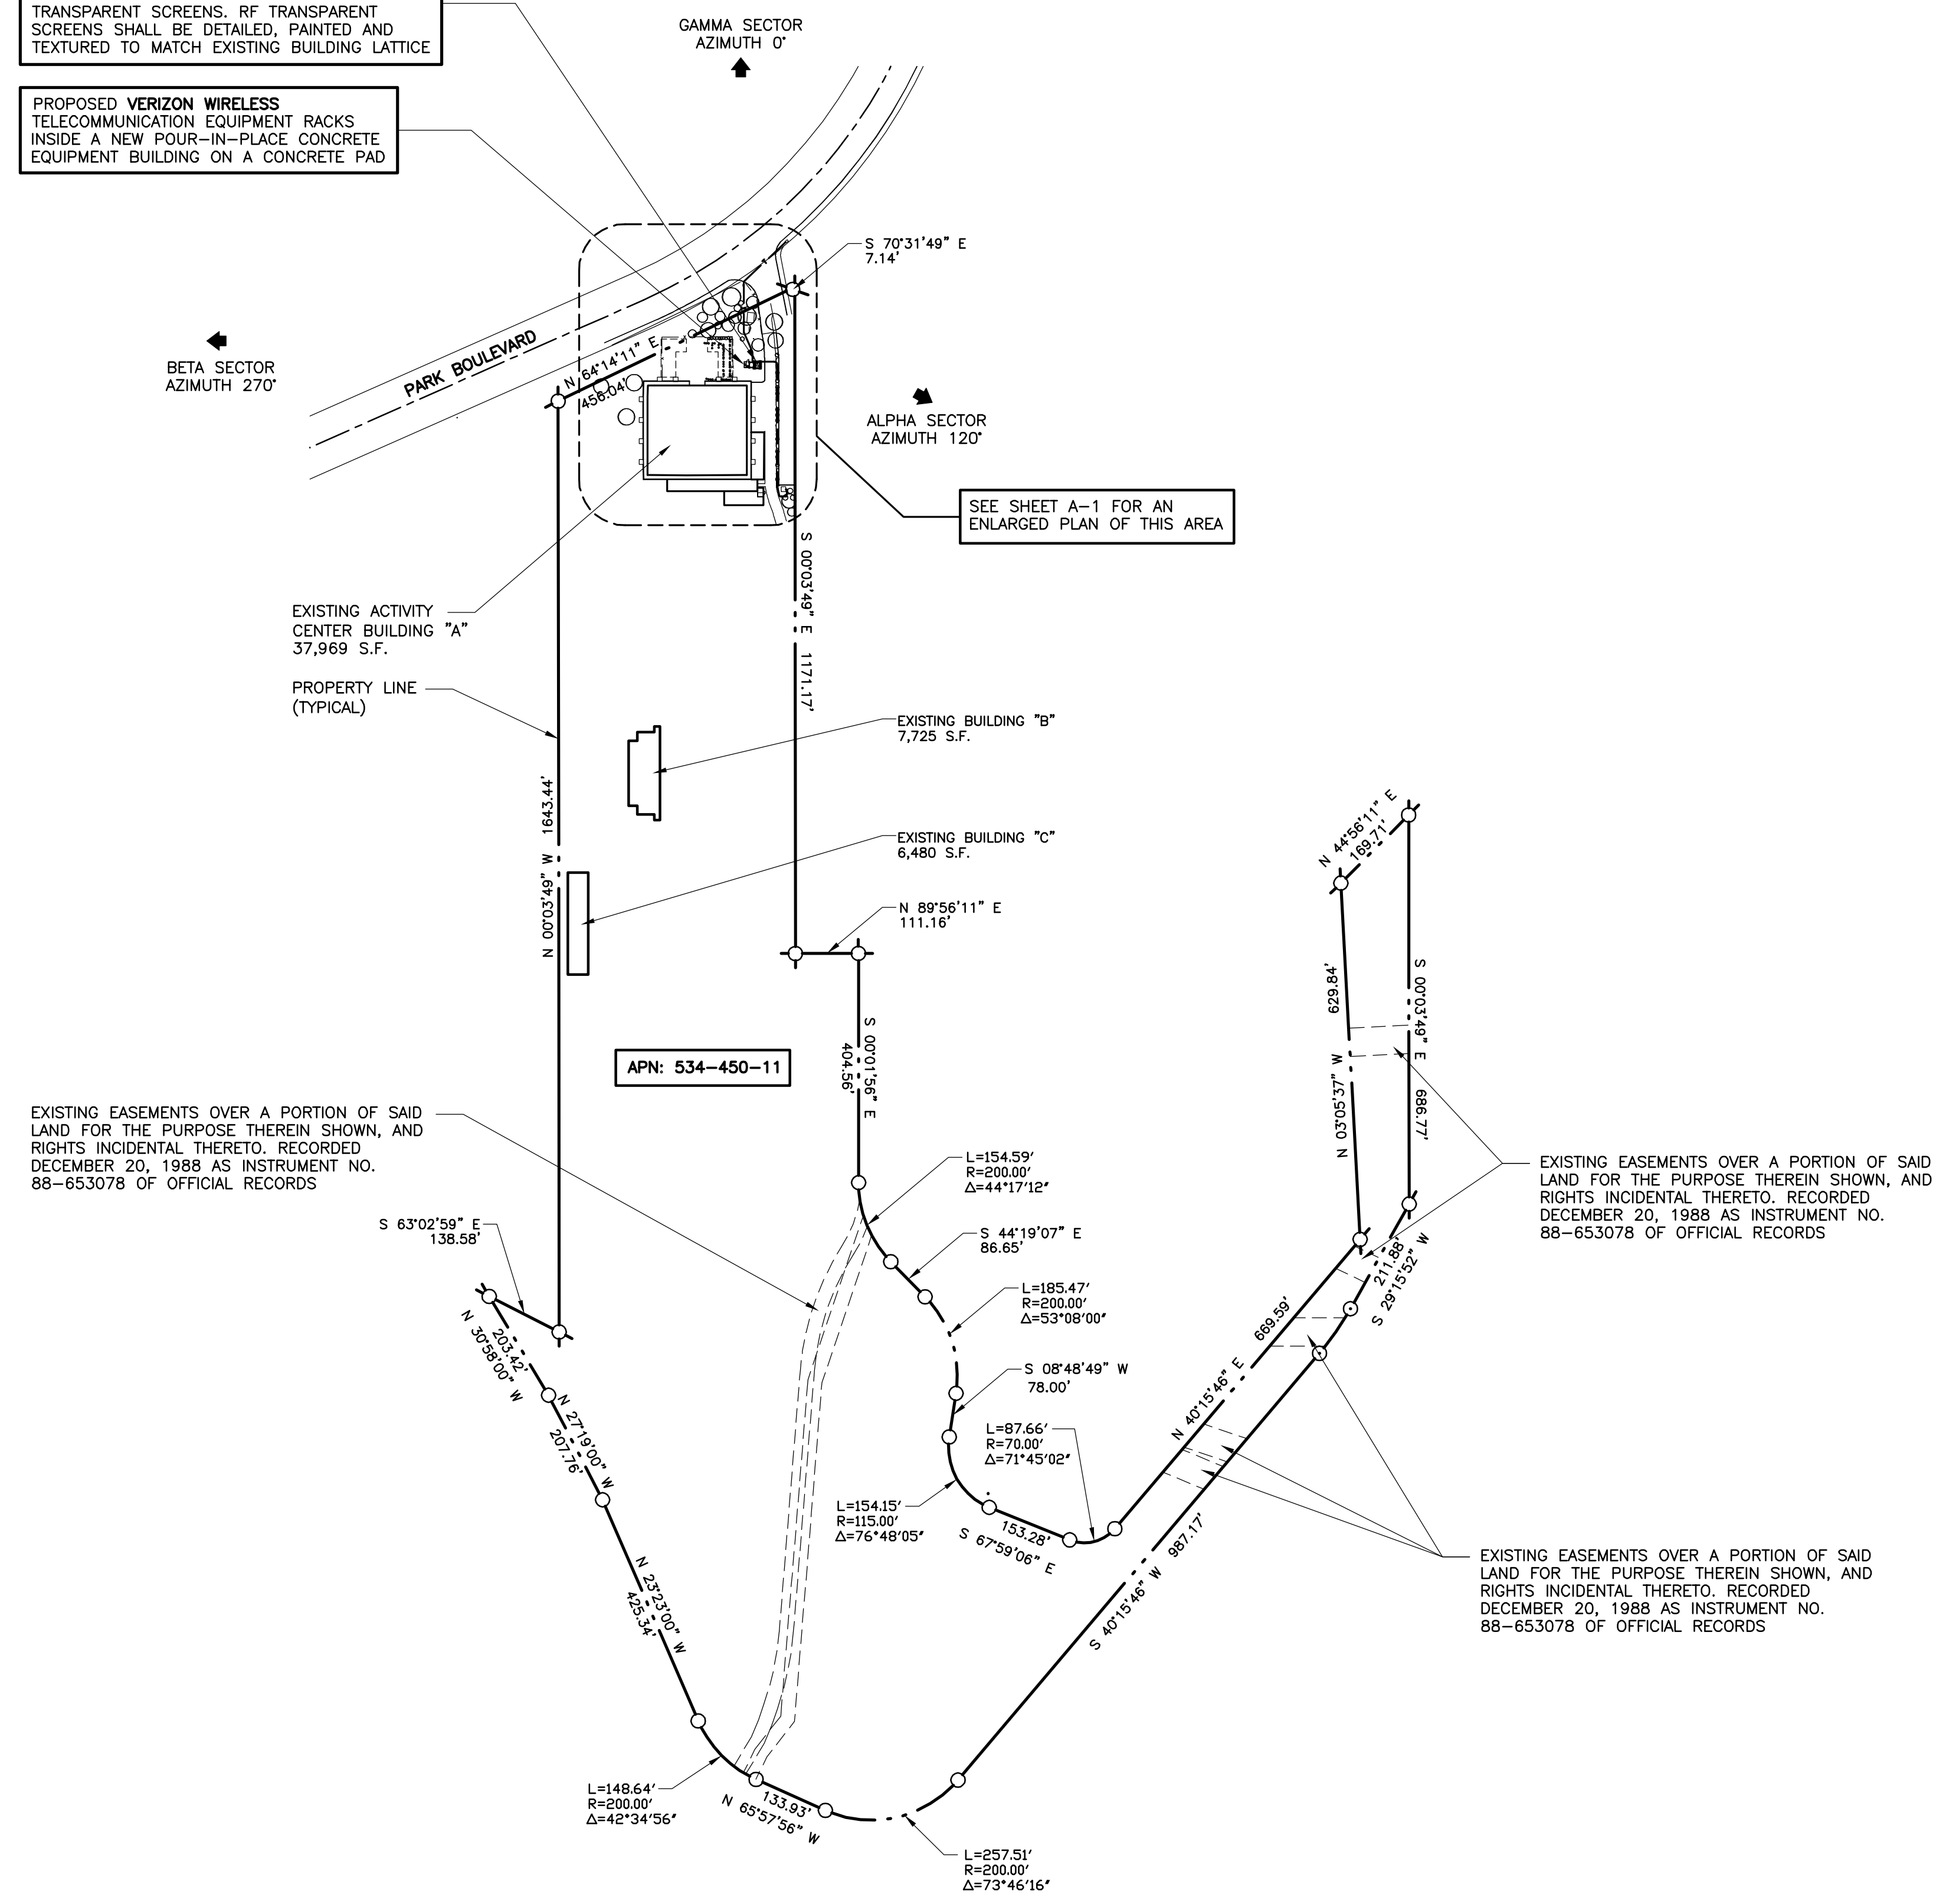 TRANSPARENT SCREENS. RF TRANSPARENT
SCREENS SHALL BE DETAILED, PAINTED AND
TEXTURED TO MATCH EXISTING BUILDING LATTICE
GAMMA SECTOR
AZIMUTH 0°
PROPOSED VERIZON WIRELESS
TELECOMMUNICATION EQUIPMENT RACKS
INSIDE A NEW POUR-IN-PLACE CONCRETE
EQUIPMENT BUILDING ON A CONCRETE PAD
S 70°31'49" E
7.14'
BETA SECTOR
AZIMUTH 270°
PARK BOULEVARD
N 64°14'11" E
456.04'
ALPHA SECTOR
AZIMUTH 120°
SEE SHEET A-1 FOR AN
ENLARGED PLAN OF THIS AREA
S 00°03'49" E 1171.17'
EXISTING ACTIVITY
CENTER BUILDING "A"
37,969 S.F.
PROPERTY LINE
(TYPICAL)
EXISTING BUILDING "B"
7,725 S.F.
N 00°03'49" W 1643.44'
EXISTING BUILDING "C"
6,480 S.F.
N 89°56'11" E
111.16'
N 44°56'11" E
169.71'
629.84'
N 03°05'37" W
S 00°03'49" E
686.77'
S 00°01'56" E
404.56'
APN: 534-450-11
EXISTING EASEMENTS OVER A PORTION OF SAID
LAND FOR THE PURPOSE THEREIN SHOWN, AND
RIGHTS INCIDENTAL THERETO. RECORDED
DECEMBER 20, 1988 AS INSTRUMENT NO.
88-653078 OF OFFICIAL RECORDS
L=154.59'
R=200.00'
Δ=44°17'12"
EXISTING EASEMENTS OVER A PORTION OF SAID
LAND FOR THE PURPOSE THEREIN SHOWN, AND
RIGHTS INCIDENTAL THERETO. RECORDED
DECEMBER 20, 1988 AS INSTRUMENT NO.
88-653078 OF OFFICIAL RECORDS
S 63°02'59" E
138.58'
S 44°19'07" E
86.65'
211.88'
S 29°15'52" W
L=185.47'
R=200.00'
Δ=53°08'00"
203.42'
N 30°58'00" W
669.59'
N 40°15'46" E
S 08°48'49" W
78.00'
N 27°19'00" W
207.76'
L=87.66'
R=70.00'
Δ=71°45'02"
L=154.15'
R=115.00'
Δ=76°48'05"
153.28'
S 67°59'06" E
987.17'
S 40°15'46" W
N 23°23'00" W
425.34'
EXISTING EASEMENTS OVER A PORTION OF SAID
LAND FOR THE PURPOSE THEREIN SHOWN, AND
RIGHTS INCIDENTAL THERETO. RECORDED
DECEMBER 20, 1988 AS INSTRUMENT NO.
88-653078 OF OFFICIAL RECORDS
L=148.64'
R=200.00'
Δ=42°34'56"
133.93'
N 65°57'56" W
L=257.51'
R=200.00'
Δ=73°46'16"